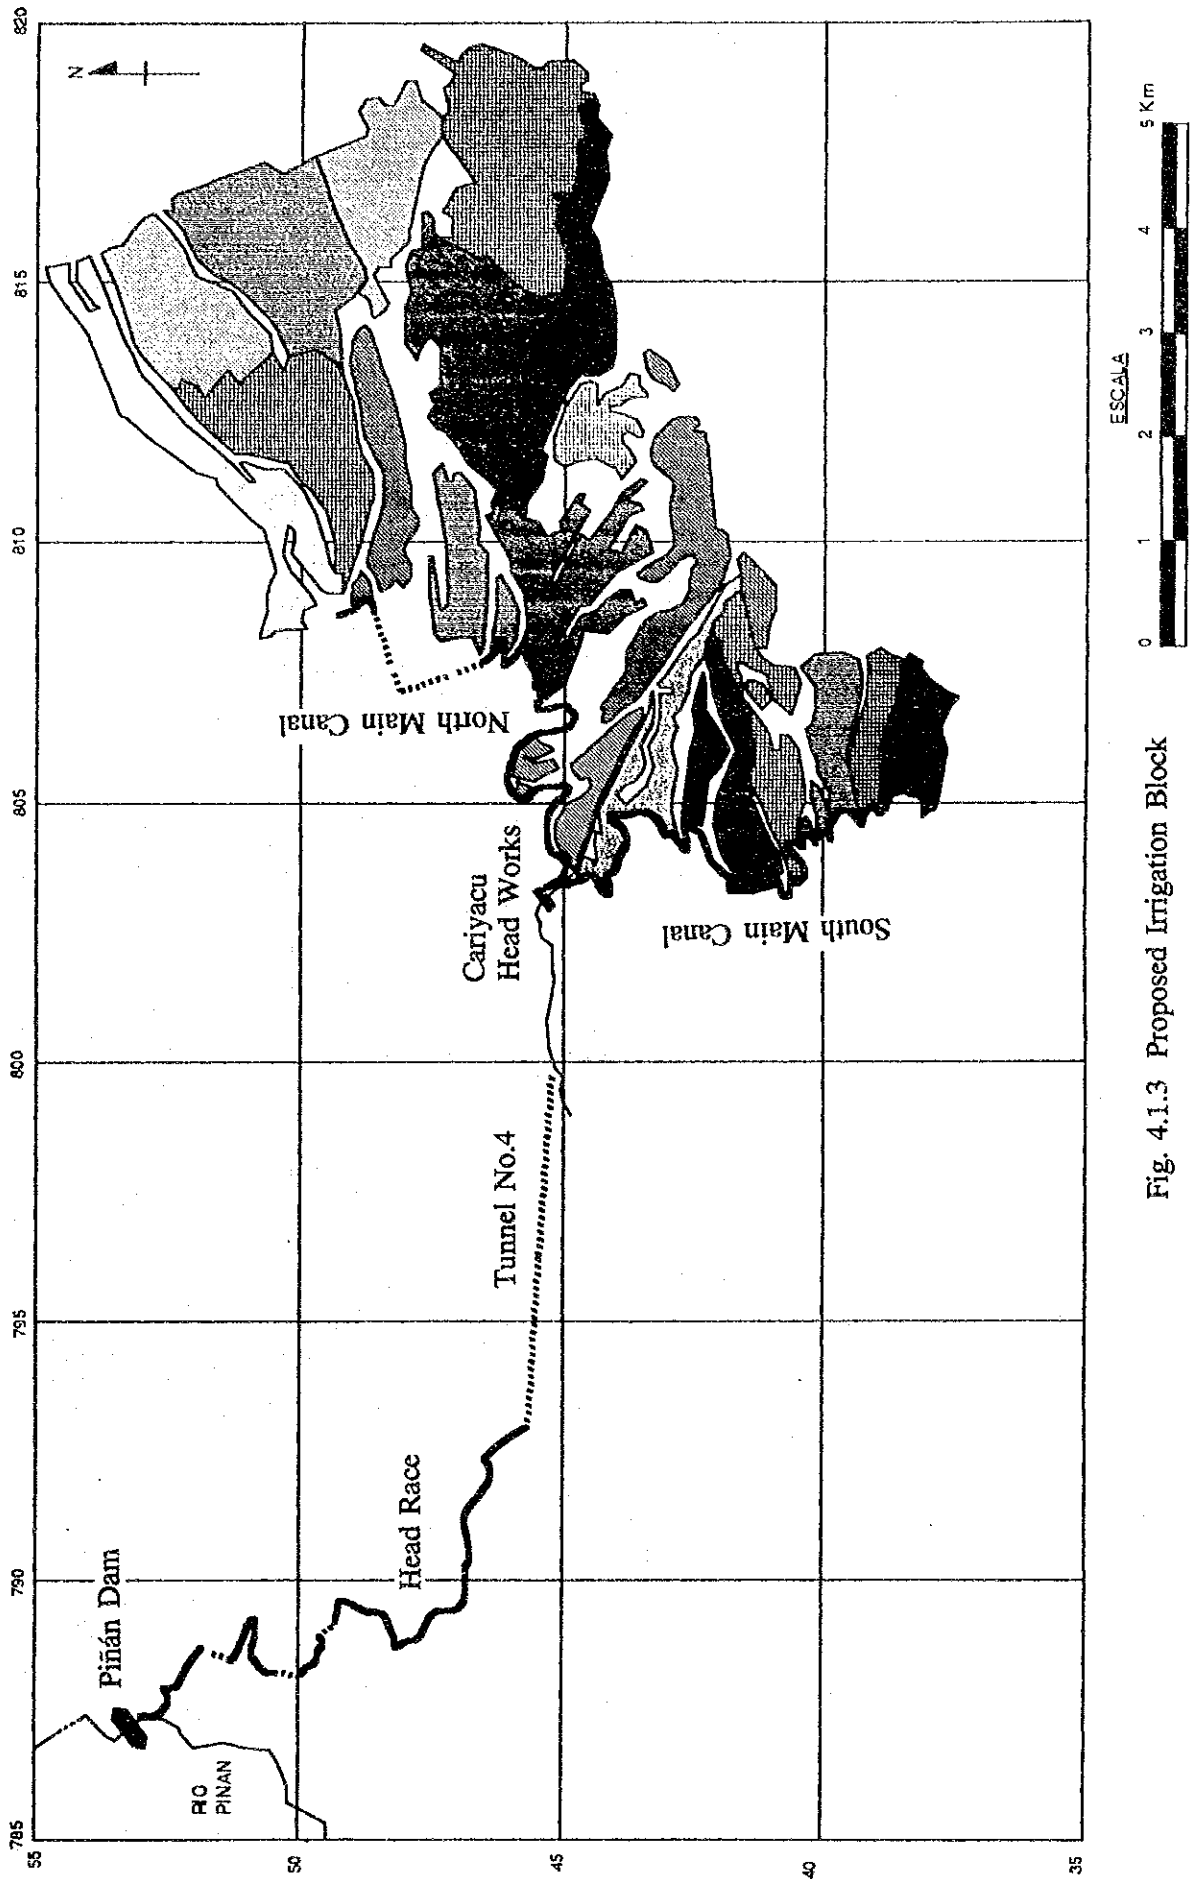 820
815
810
805
800
795
790
785
55
50
45
40
35
N
Piñán Dam
RIO
PINAN
Head Race
Tunnel No.4
Cariyacu
Head Works
North Main Canal
South Main Canal
ESCALA
0 1 2 3 4 5 Km
Fig. 4.1.3 Proposed Irrigation Block